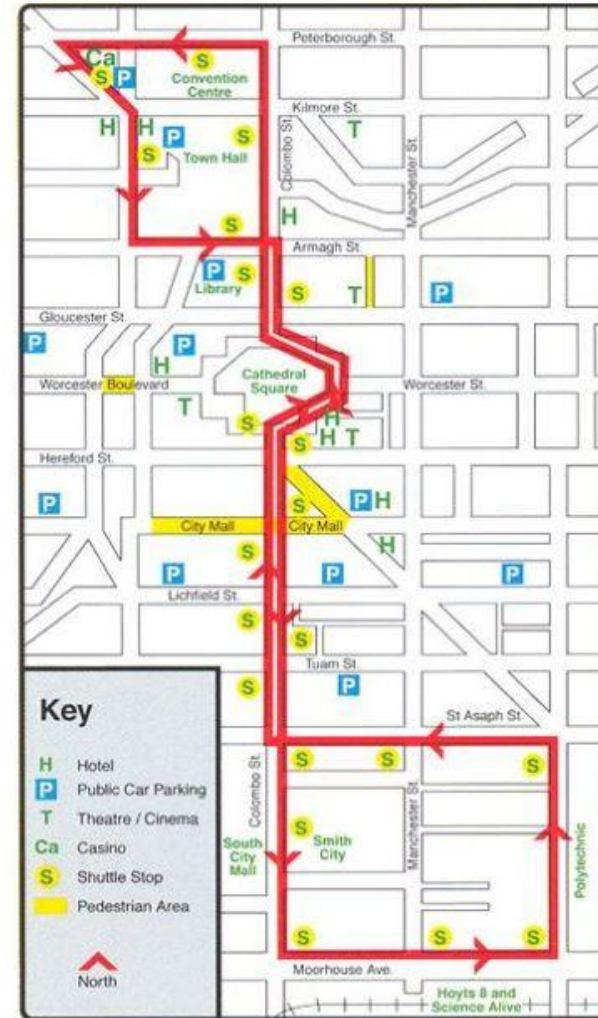 Peterborough St.
Ca
S
P
S
Convention
Centre
Kilmore St.
H
H
P
S
T
S
Town Hall
Colombo St.
Manchester St.
H
S
Armagh St.
P
S
Library
S
T
P
Gloucester St.
P
P
H
Cathedral
Square
Worcester Boulevard
Worcester St.
T
S
H
H
T
S
Hereford St.
P
S
P
H
City Mall
City Mall
S
H
P
P
P
Lichfield St.
S
S
Tuam St.
S
P
St Asaph St
Key
H Hotel
P Public Car Parking
T Theatre / Cinema
Ca Casino
S Shuttle Stop
Pedestrian Area
North
Colombo St.
S
S
S
Manchester St.
South
City
Mall
S
Smith
City
Polytechnic
S
S
S
Moorhouse Ave.
Hoyts 8 and
Science Alive